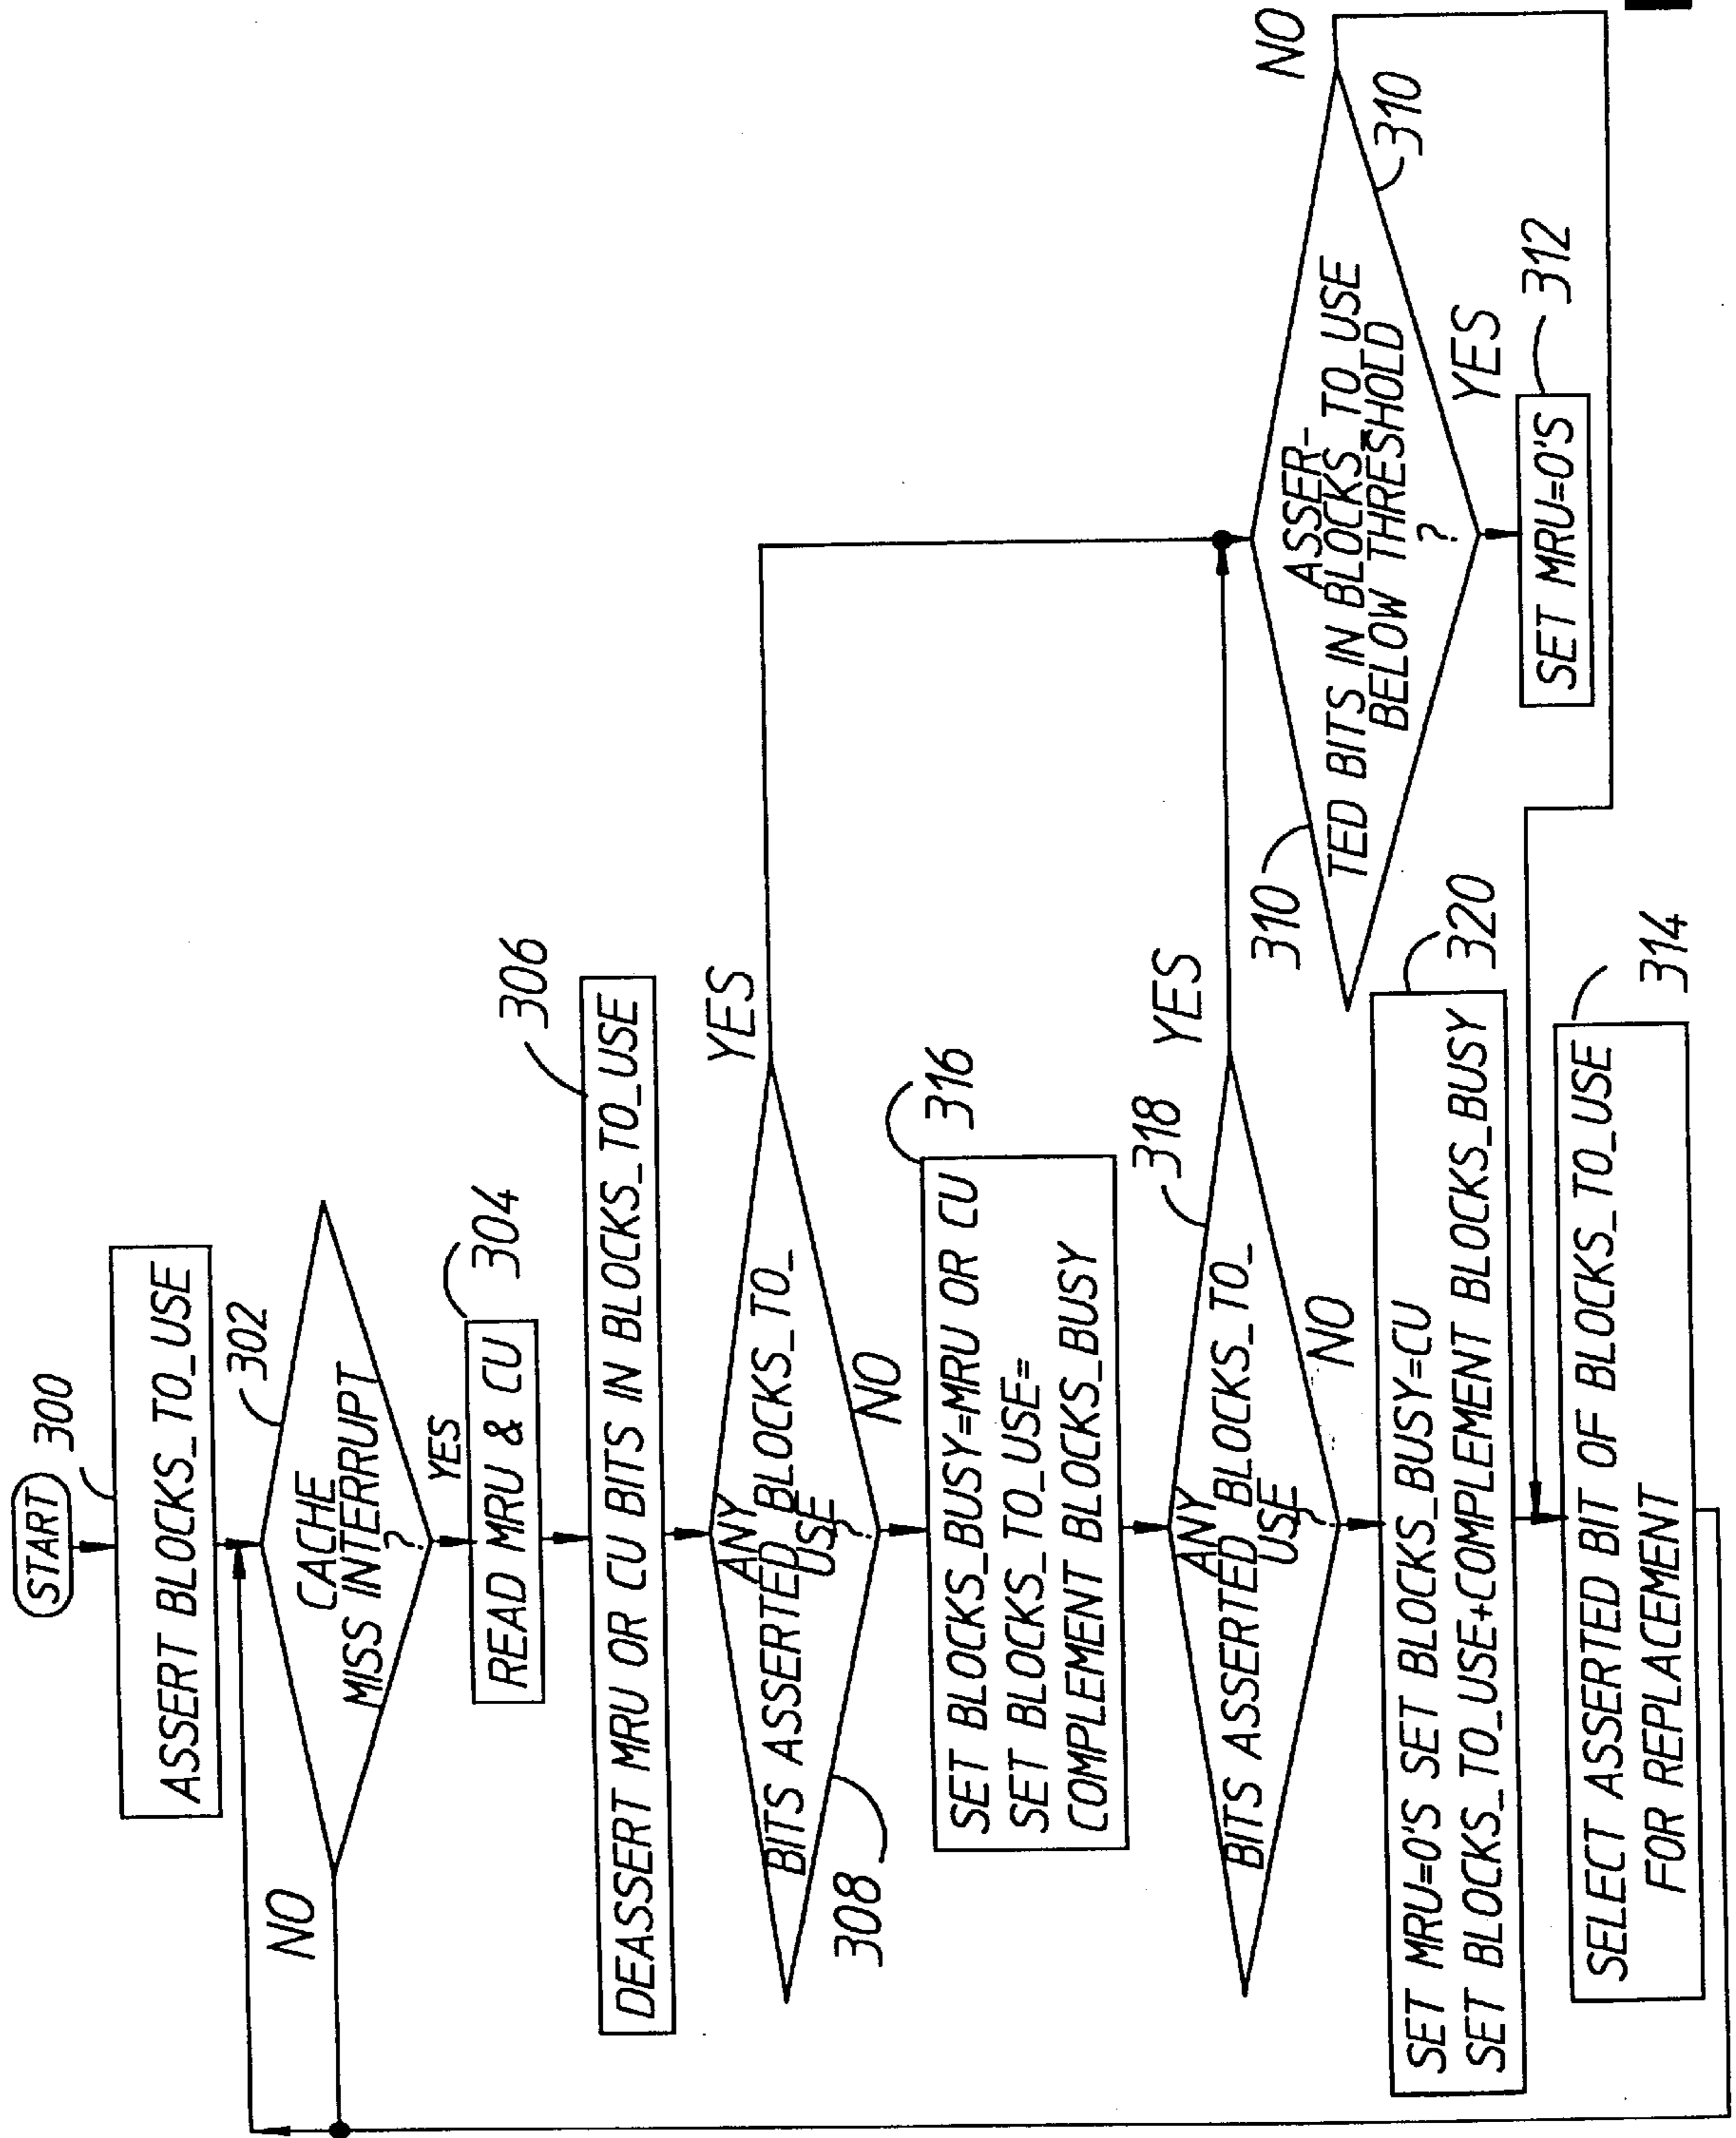 START
300
ASSERT BLOCKS_TO_USE
302
CACHE
MISS INTERRUPT
?
NO
YES
304
READ MRU & CU
306
DEASSERT MRU OR CU BITS IN BLOCKS_TO_USE
ANY
BITS ASSERTED BLOCKS_TO_
USE
?
308
YES
NO
316
SET BLOCKS_BUSY=MRU OR CU
SET BLOCKS_TO_USE=
COMPLEMENT BLOCKS_BUSY
318
ANY
BITS ASSERTED BLOCKS_TO_
USE
?
YES
NO
310
ASSER-
TED BITS IN BLOCKS_TO_USE
BELOW THRESHOLD
?
310
NO
YES
312
SET MRU=0'S
320
SET MRU=0'S SET BLOCKS_BUSY=CU
SET BLOCKS_TO_USE+COMPLEMENT BLOCKS_BUSY
314
SELECT ASSERTED BIT OF BLOCKS_TO_USE
FOR REPLACEMENT